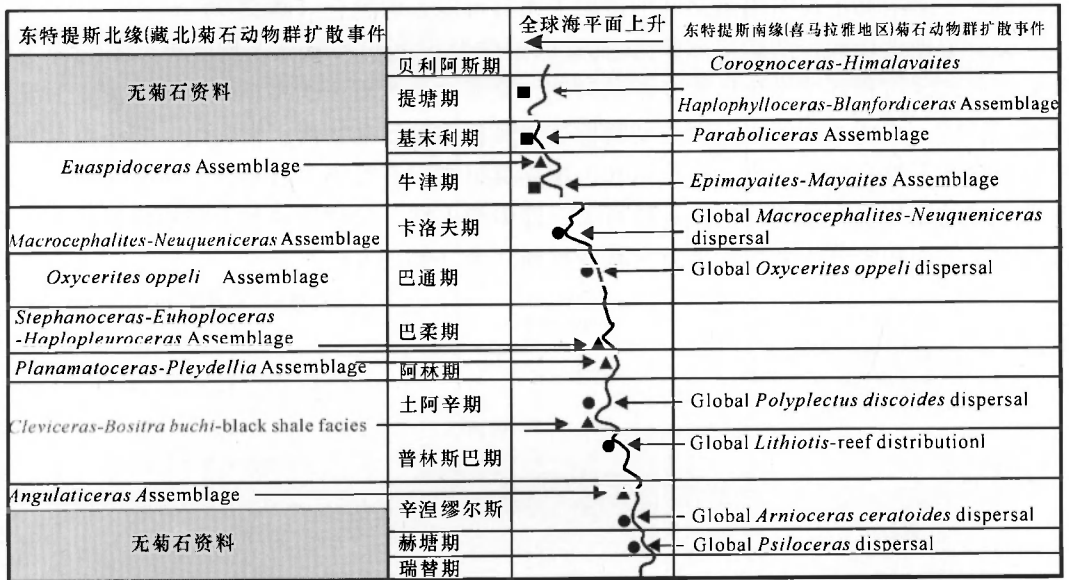 东特提斯北缘(藏北)菊石动物群扩散事件
全球海平面上升
东特提斯南缘(喜马拉雅地区)菊石动物群扩散事件
无菊石资料
贝利阿斯期
Corognoceras-Himalavaites
提塘期
Haplophylloceras-Blanfordiceras Assemblage
基末利期
Paraboliceras Assemblage
Euaspidoceras Assemblage
牛津期
Epimayaites-Mayaites Assemblage
Macrocephalites-Neuqueniceras Assemblage
卡洛夫期
Global Macrocephalites-Neuqueniceras
dispersal
Oxycerites oppeli Assemblage
巴通期
Global Oxycerites oppeli dispersal
Stephanoceras-Euhoploceras
-Haplopleuroceras Assemblage
巴柔期
Planamatoceras-Pleydellia Assemblage
阿林期
Cleviceras-Bositra buchi-black shale facies
土阿辛期
Global Polyplectus discoides dispersal
普林斯巴期
Global Lithiotis-reef distributionl
Angulaticeras Assemblage
辛湼缪尔斯
Global Arnioceras ceratoides dispersal
无菊石资料
赫塘期
Global Psiloceras dispersal
瑞替期